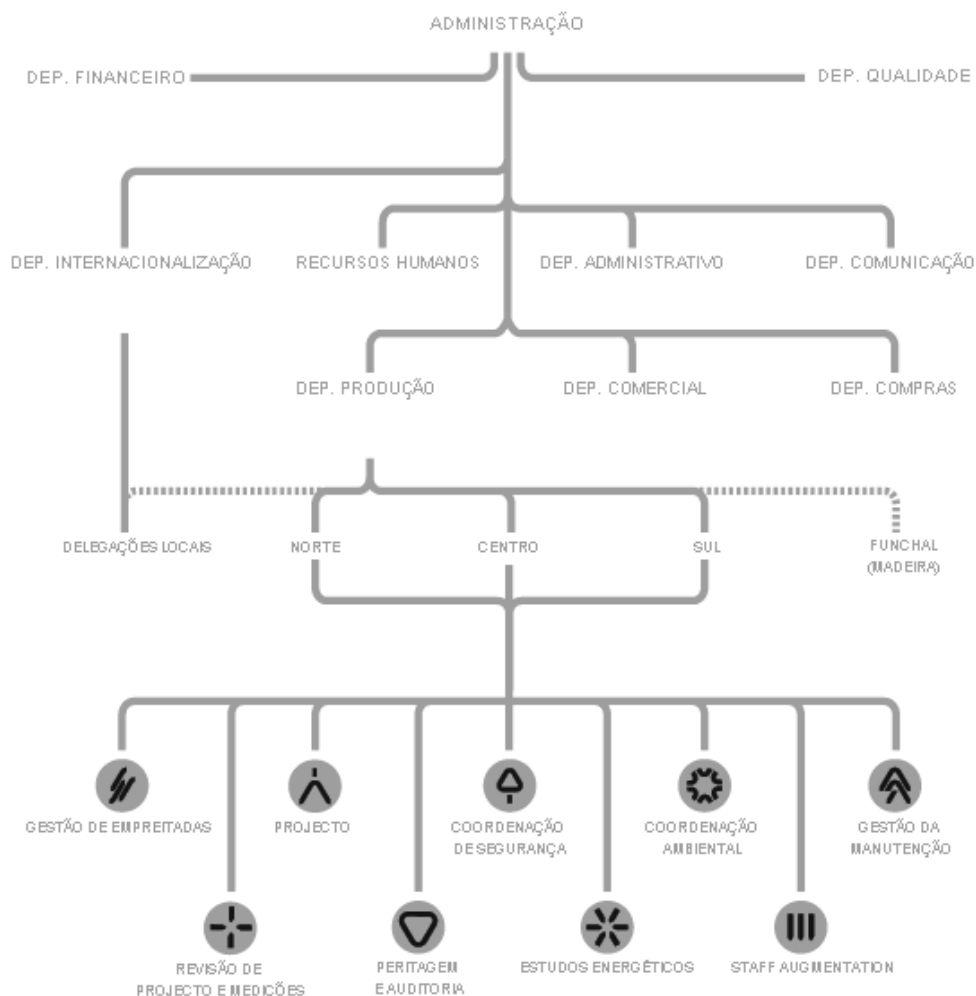 ADMINISTRAÇÃO
DEP. FINANCEIRO
DEP. QUALIDADE
DEP. INTERNACIONALIZAÇÃO
RECURSOS HUMANOS
DEP. ADMINISTRATIVO
DEP. COMUNICAÇÃO
DEP. PRODUÇÃO
DEP. COMERCIAL
DEP. COMPRAS
DELEGAÇÕES LOCAIS
NORTE
CENTRO
SUL
FUNCHAL
(MADEIRA)
GESTÃO DE EMPREITADAS
PROJECTO
COORDENAÇÃO
DE SEGURANÇA
COORDENAÇÃO
AMBIENTAL
GESTÃO DA
MANUTENÇÃO
REVISÃO DE
PROJECTO E MEDIÇÕES
PERITAGEM
E AUDITORIA
ESTUDOS ENERGÉTICOS
STAFF AUGMENTATION